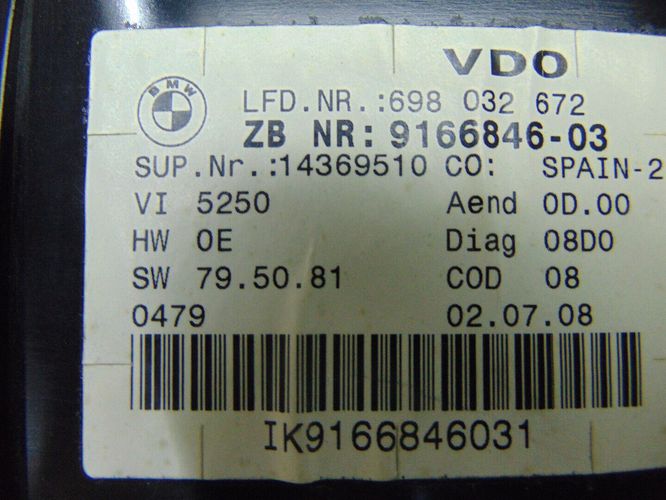 VDO
BMW
LFD.NR.:698 032 672
ZB NR: 9166846-03
SUP.Nr.:14369510 CO: SPAIN-2
VI 5250 Aend 0D.00
HW 0E Diag 08D0
SW 79.50.81 COD 08
0479 02.07.08
IK9166846031